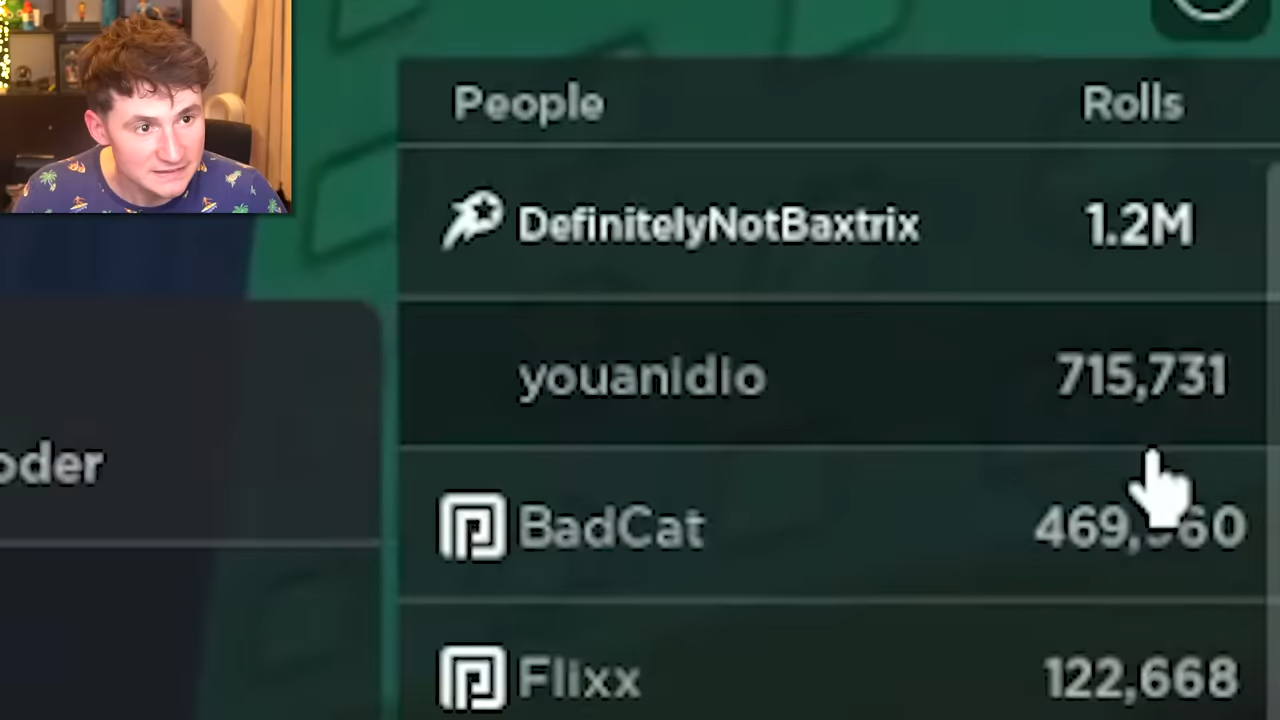 People Rolls
DefinitelyNotBaxtrix 1.2M
youanIdIo 715,731
oder
BadCat
Flixx 122,668